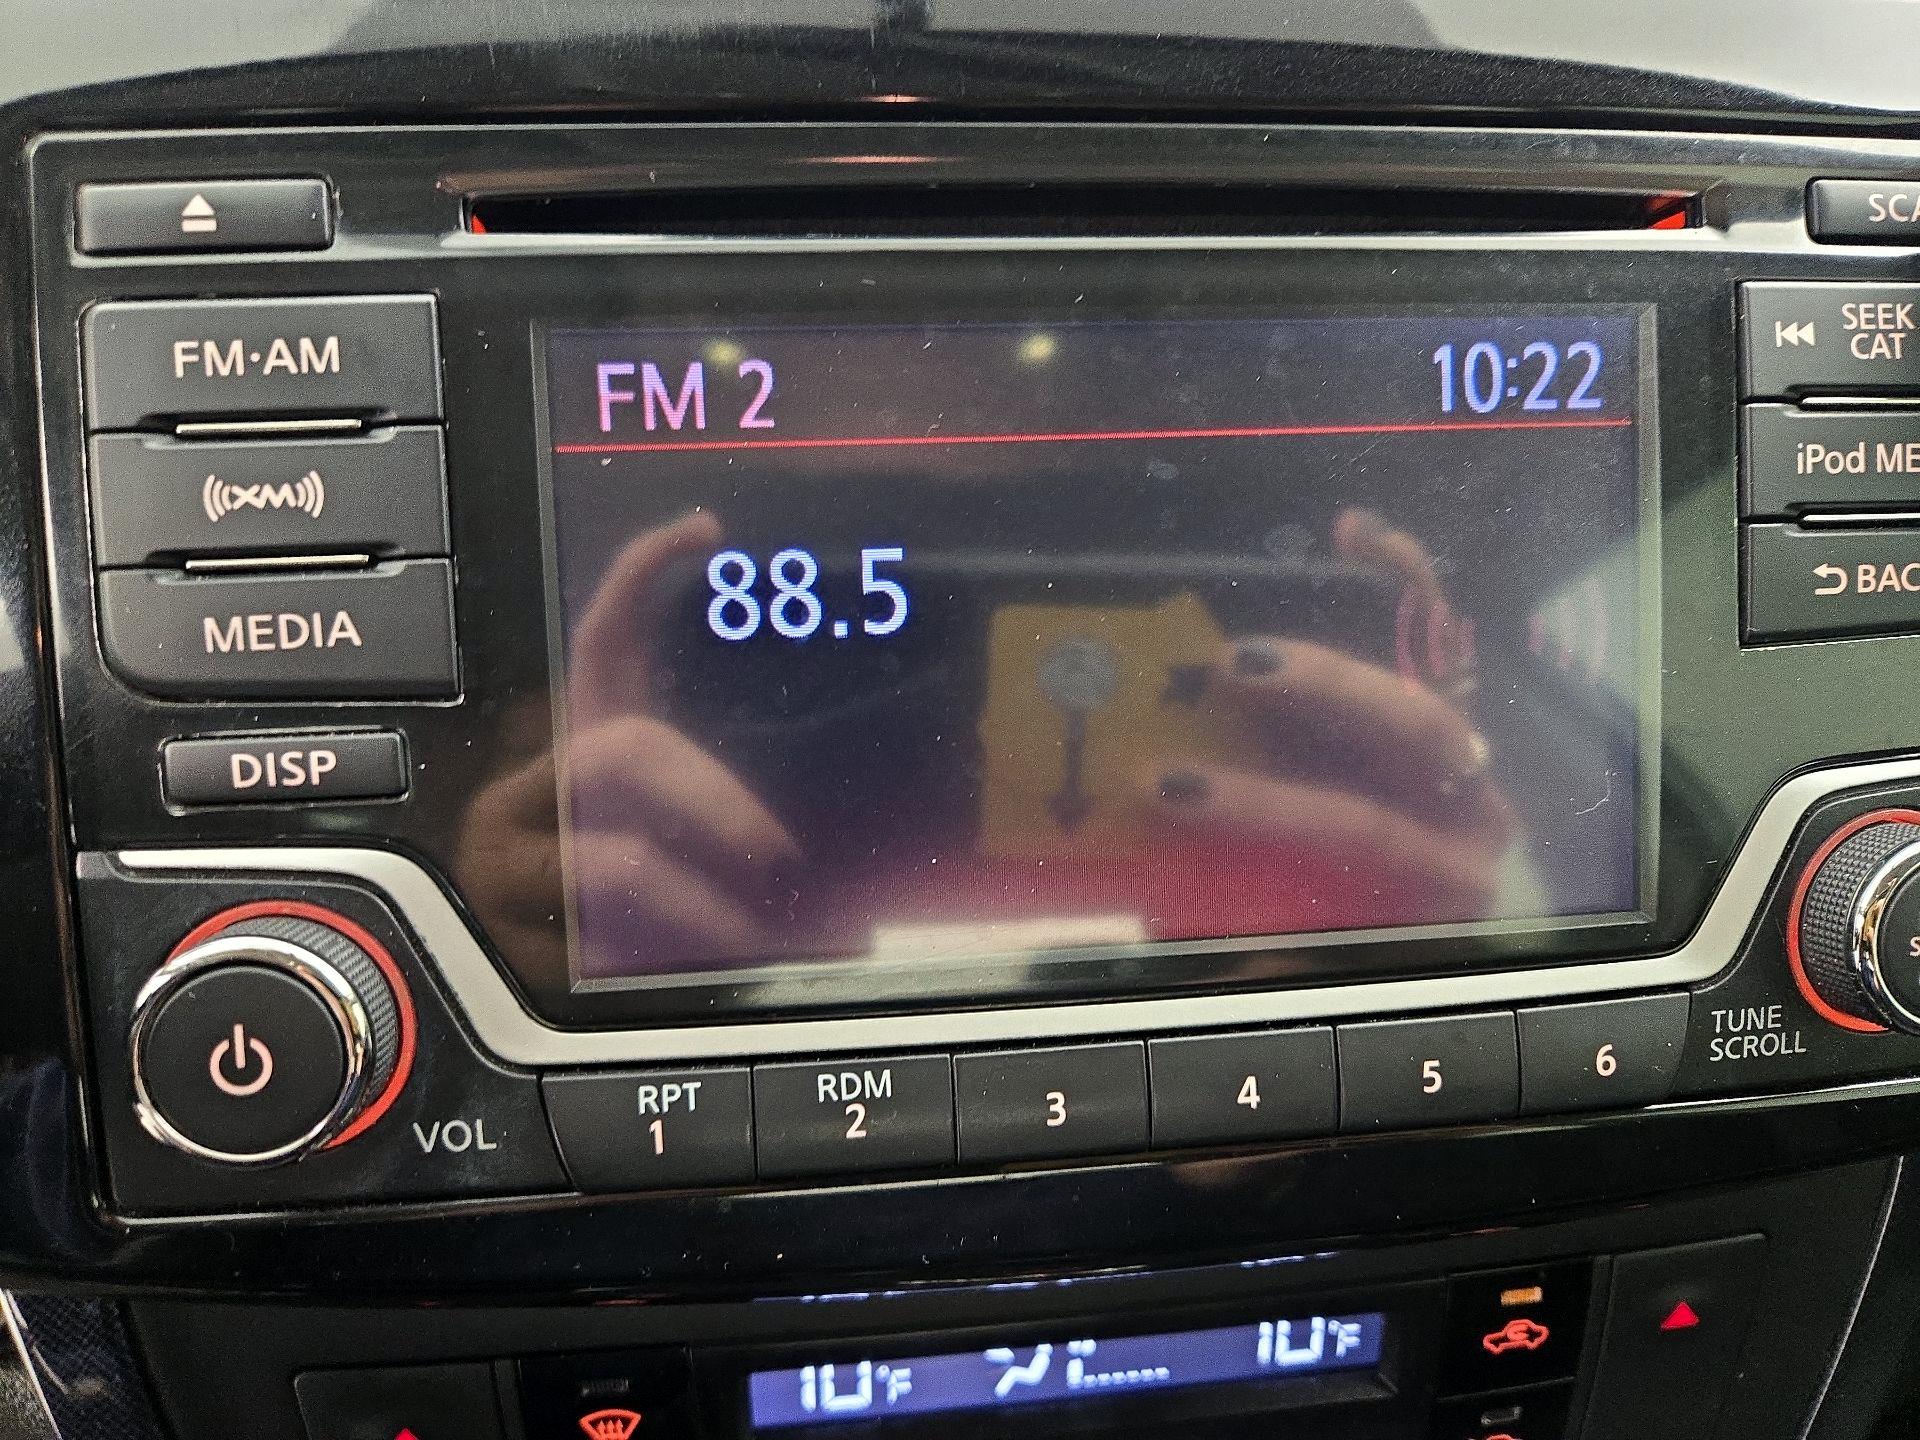 SCA
FM·AM
FM 2
10:22
SEEK
CAT
XM
iPod ME
88.5
BAC
MEDIA
DISP
TUNE
SCROLL
VOL
RPT
1
RDM
2
3
4
5
6
°F
°F